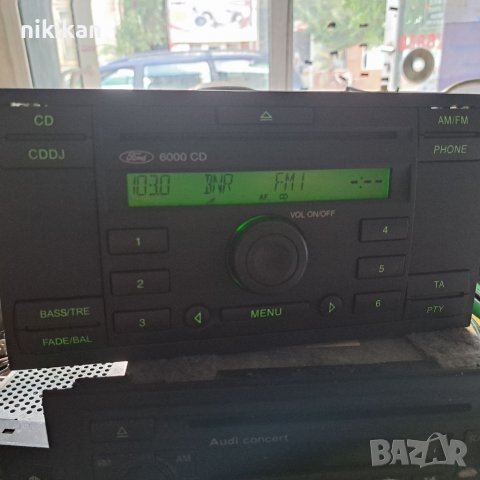 nik kan
CD
AM/FM
CDDJ
Ford 6000 CD
PHONE
103.0 BNR FM1 -:--
AF CD
VOL ON/OFF
1
4
2
5
TA
BASS/TRE
3
MENU
6
PTY
FADE/BAL
Audi concert
AM
BAZAR